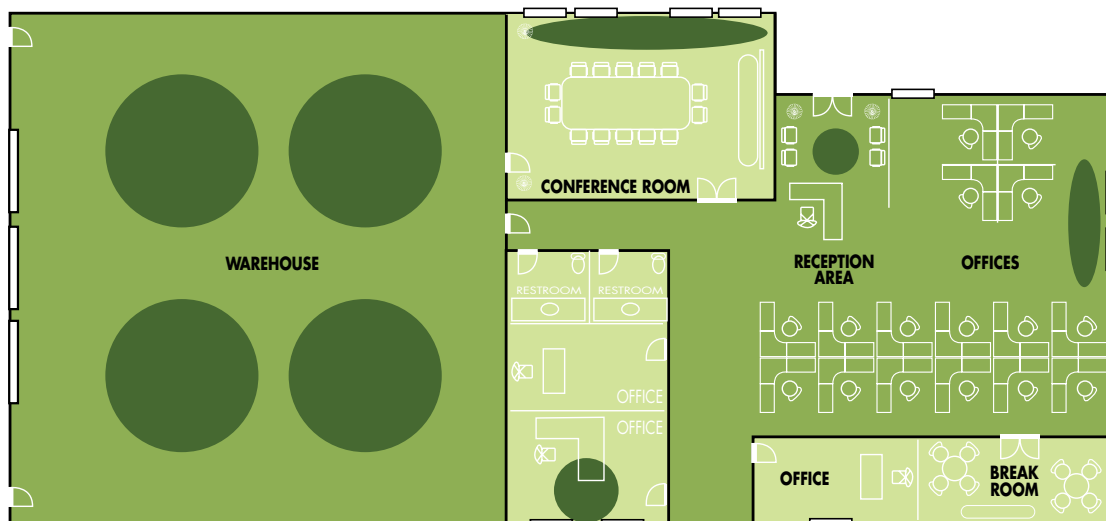 CONFERENCE ROOM
WAREHOUSE
RECEPTION
AREA
OFFICES
RESTROOM
RESTROOM
OFFICE
OFFICE
OFFICE
BREAK
ROOM